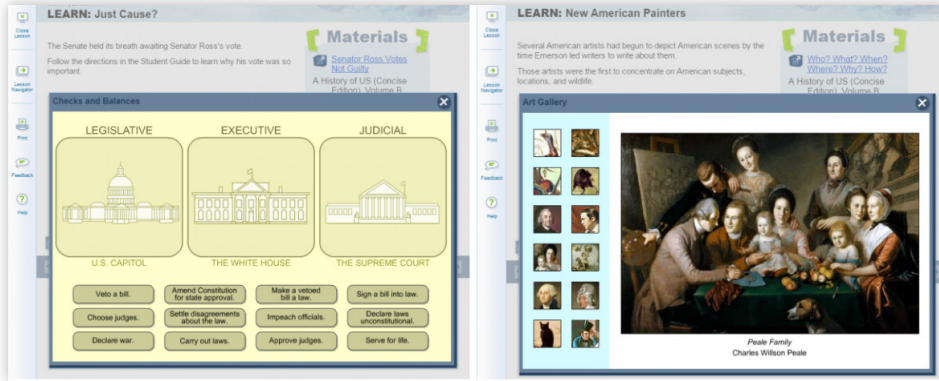 LEARN: Just Cause?
Close
Lesson
Lesson
Navigator
Print
Feedback
Help
The Senate held its breath awaiting Senator Ross's vote.
Follow the directions in the Student Guide to learn why his vote was so
important
Materials
Senator Ross Votes
Not Guilty
A History of US (Concise
Edition), Volume B
Checks and Balances
LEGISLATIVE
EXECUTIVE
JUDICIAL
U.S. CAPITOL
THE WHITE HOUSE
THE SUPREME COURT
Veto a bill.
Amend Constitution
for state approval.
Make a vetoed
bill a law.
Sign a bill into law.
Choose judges.
Settle disagreements
about the law.
Impeach officials.
Declare laws
unconstitutional.
Declare war.
Carry out laws.
Approve judges.
Serve for life.
LEARN: New American Painters
Close
Lesson
Lesson
Navigator
Print
Feedback
Help
Several American artists had begun to depict American scenes by the
time Emerson led writers to write about them.
Those artists were the first to concentrate on American subjects,
locations, and wildlife.
Materials
Who? What? When?
Where? Why? How?
A History of US (Concise
Edition), Volume B
Art Gallery
Peale Family
Charles Willson Peale